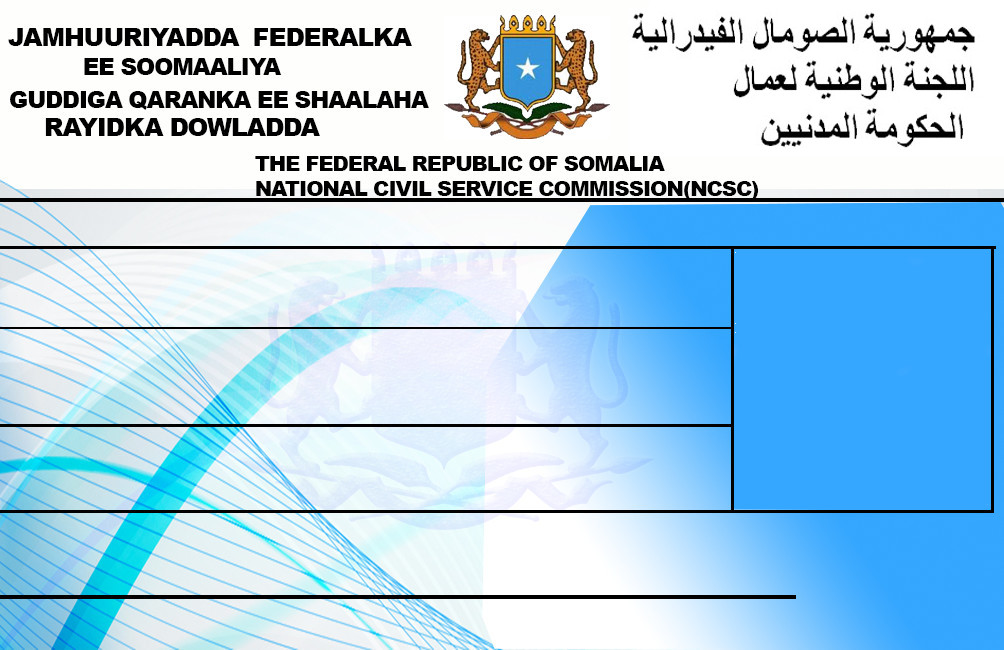 JAMHUURIYADDA FEDERALKA
EE SOOMAALIYA
GUDDIGA QARANKA EE SHAALAHA
RAYIDKA DOWLADDA
جمهورية الصومال الفيدرالية
اللجنة الوطنية لعمال
الحكومة المدنيين
THE FEDERAL REPUBLIC OF SOMALIA
NATIONAL CIVIL SERVICE COMMISSION(NCSC)